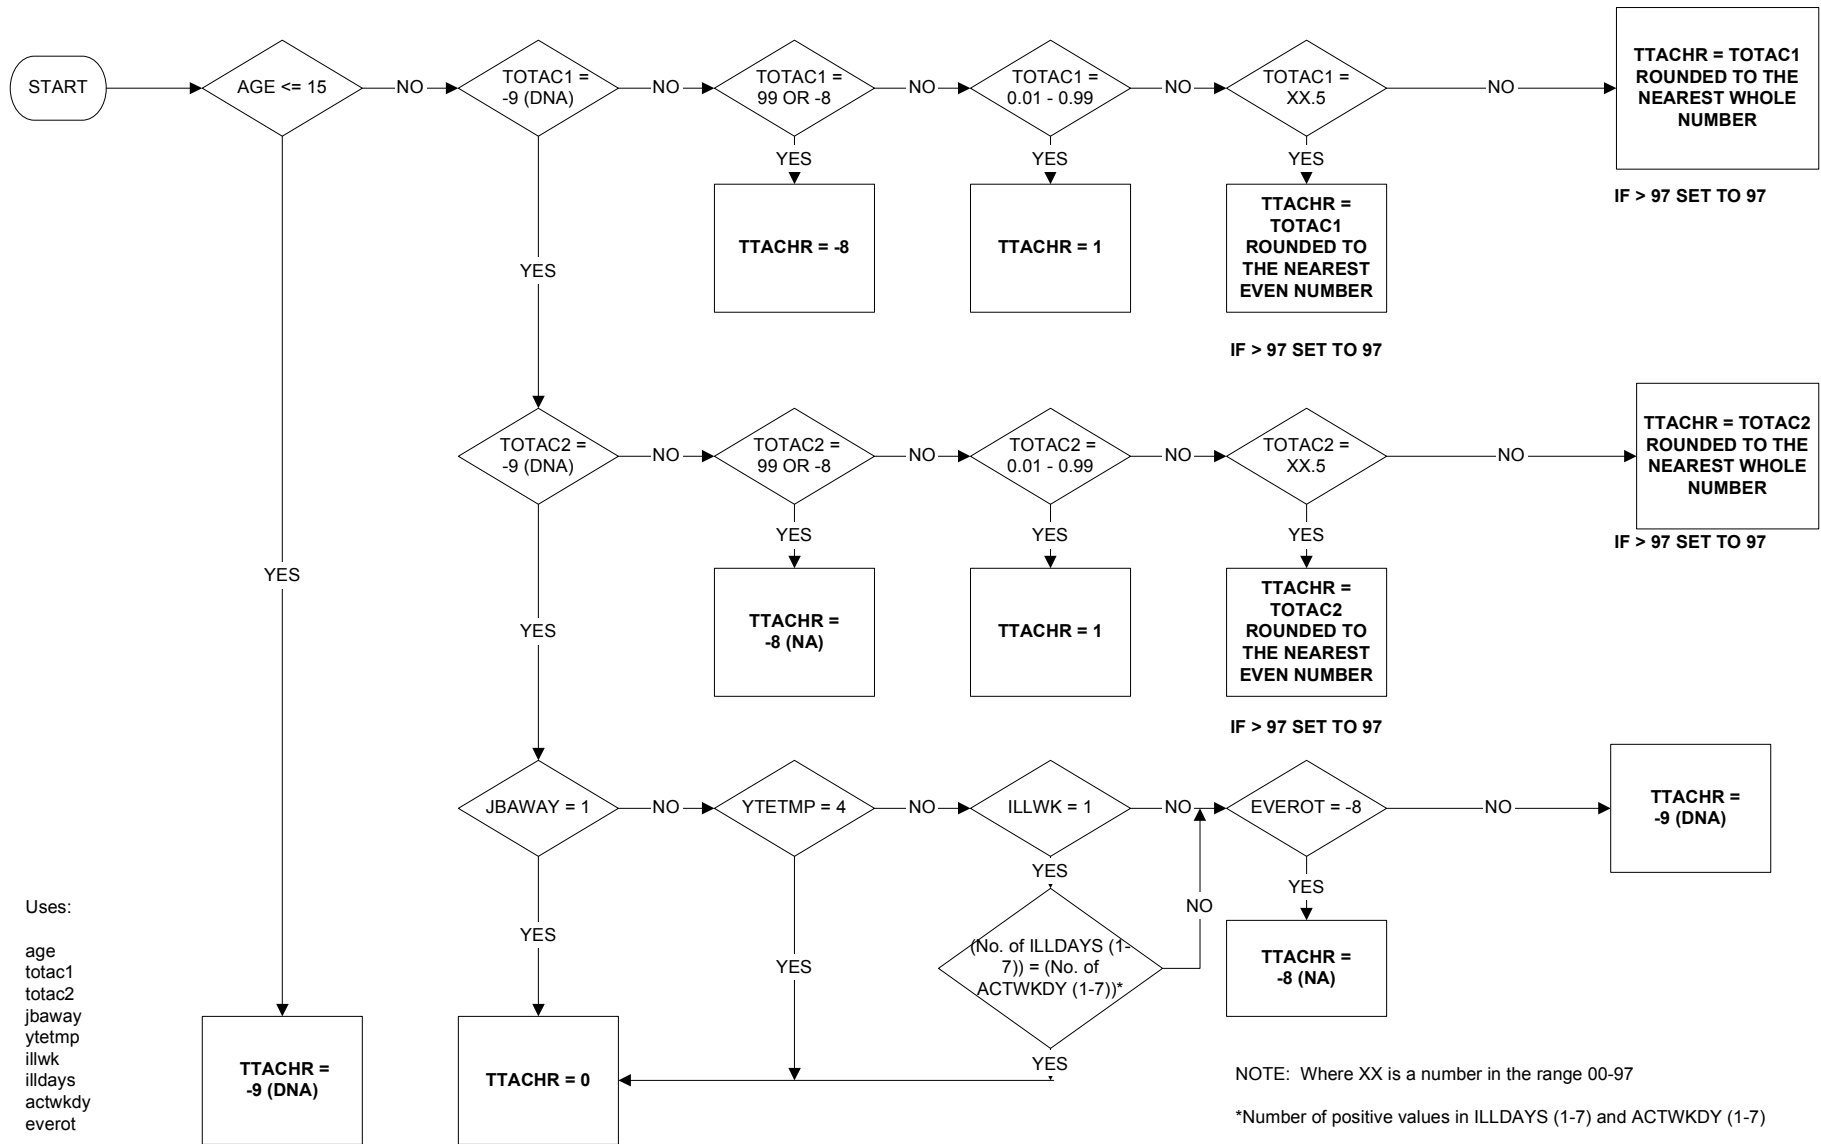 START
AGE <= 15
NO
TOTAC1 =
-9 (DNA)
NO
TOTAC1 =
99 OR -8
NO
TOTAC1 =
0.01 - 0.99
NO
TOTAC1 =
XX.5
NO
TTACHR = TOTAC1
ROUNDED TO THE
NEAREST WHOLE
NUMBER
IF > 97 SET TO 97
YES
YES
YES
TTACHR = -8
TTACHR = 1
TTACHR =
TOTAC1
ROUNDED TO
THE NEAREST
EVEN NUMBER
IF > 97 SET TO 97
YES
YES
TOTAC2 =
-9 (DNA)
NO
TOTAC2 =
99 OR -8
NO
TOTAC2 =
0.01 - 0.99
NO
TOTAC2 =
XX.5
NO
TTACHR = TOTAC2
ROUNDED TO THE
NEAREST WHOLE
NUMBER
IF > 97 SET TO 97
YES
YES
YES
TTACHR =
-8 (NA)
TTACHR = 1
TTACHR =
TOTAC2
ROUNDED TO
THE NEAREST
EVEN NUMBER
IF > 97 SET TO 97
YES
JBAWAY = 1
NO
YTETMP = 4
NO
ILLWK = 1
NO
EVEROT = -8
NO
TTACHR =
-9 (DNA)
YES
YES
YES
(No. of ILLDAYS (1-
7)) = (No. of
ACTWKDY (1-7))*
NO
YES
TTACHR =
-8 (NA)
YES
TTACHR =
-9 (DNA)
TTACHR = 0
Uses:
age
totac1
totac2
jbaway
ytetmp
illwk
illdays
actwkdy
everot
NOTE: Where XX is a number in the range 00-97
*Number of positive values in ILLDAYS (1-7) and ACTWKDY (1-7)